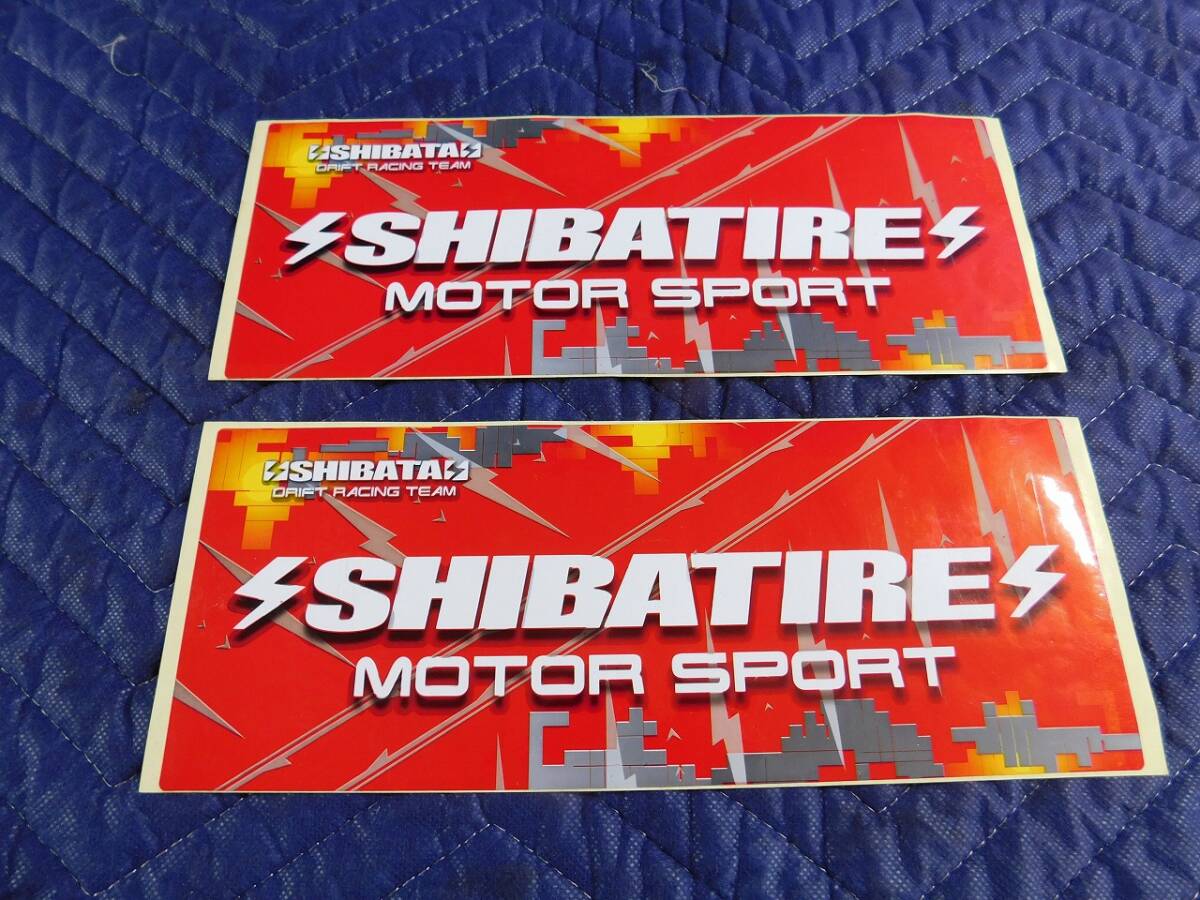 SHIBATA
DRIFT RACING TEAM
SHIBATIRE
MOTOR SPORT
SHIBATA
DRIFT RACING TEAM
SHIBATIRE
MOTOR SPORT